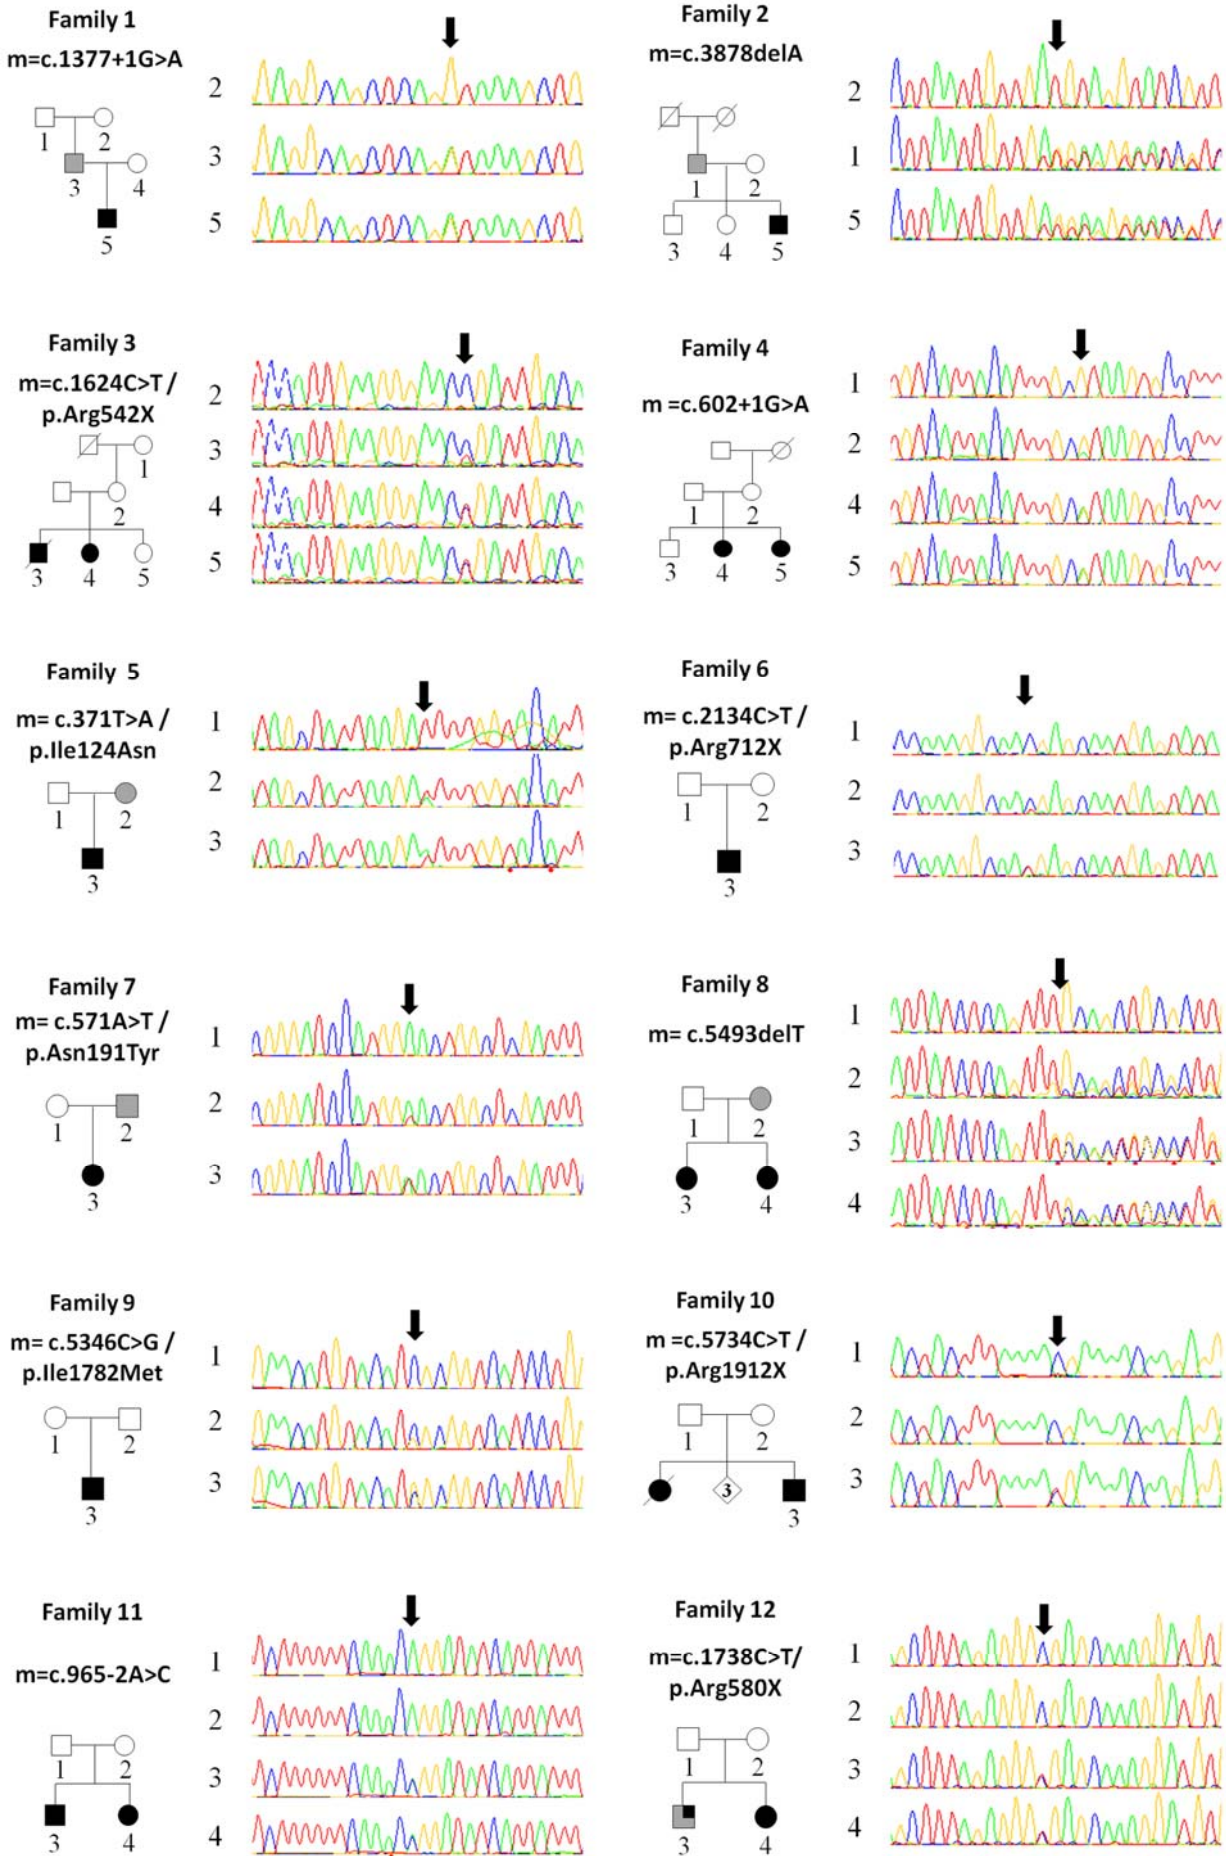 Family 1
m=c.1377+1G>A
2
3
5
1
2
3
4
5
Family 2
m=c.3878delA
2
1
5
1
2
3
4
5
Family 3
m=c.1624C>T /
p.Arg542X
2
3
4
5
1
2
3
4
5
Family 4
m =c.602+1G>A
1
2
4
5
1
2
3
4
5
Family 5
m= c.371T>A /
p.Ile124Asn
1
2
3
1
2
3
Family 6
m= c.2134C>T /
p.Arg712X
1
2
3
1
2
3
Family 7
m= c.571A>T /
p.Asn191Tyr
1
2
3
1
2
3
Family 8
m= c.5493delT
1
2
3
4
1
2
3
4
Family 9
m= c.5346C>G /
p.Ile1782Met
1
2
3
1
2
3
Family 10
m =c.5734C>T /
p.Arg1912X
1
2
3
1
2
3
3
Family 11
m=c.965-2A>C
1
2
3
4
1
2
3
4
Family 12
m=c.1738C>T/
p.Arg580X
1
2
3
4
1
2
3
4